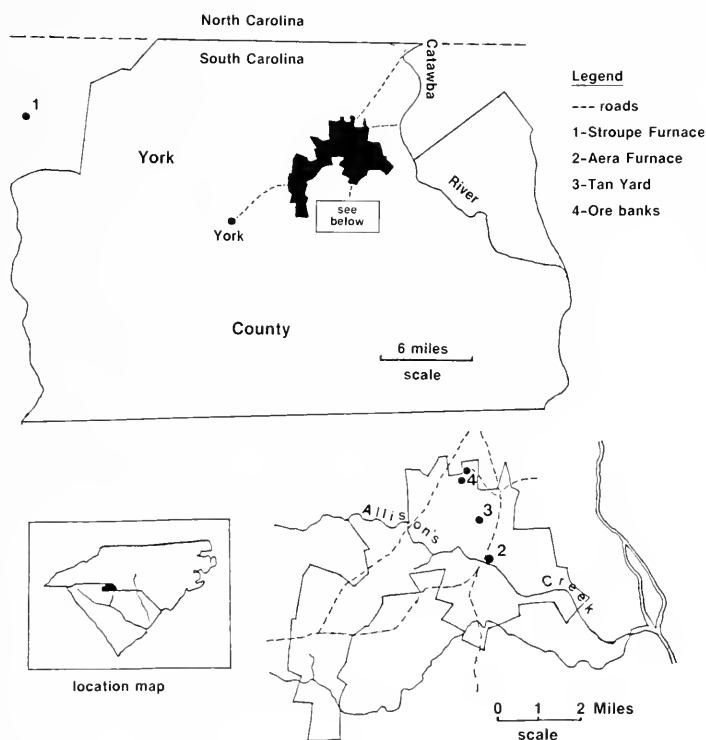 North Carolina
South Carolina
Catawba
River
1
York
York
see
below
County
6 miles
scale
Legend
--- roads
1-Stroupe Furnace
2-Aera Furnace
3-Tan Yard
4-Ore banks
location map
4
Allison's
3
2
Creek
0 1 2 Miles
scale